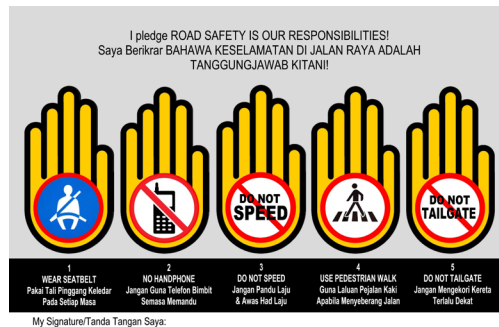 I pledge ROAD SAFETY IS OUR RESPONSIBILITIES!
Saya Berikrar BAHAWA KESELAMATAN DI JALAN RAYA ADALAH
TANGGUNGJAWAB KITANI!
DO NOT
SPEED
DO NOT
TAILGATE
1
WEAR SEATBELT
Pakai Tali Pinggang Keledar
Pada Setiap Masa
2
NO HANDPHONE
Jangan Guna Telefon Bimbit
Semasa Memandu
3
DO NOT SPEED
Jangan Pandu Laju
& Awas Had Laju
4
USE PEDESTRIAN WALK
Guna Laluan Pejalan Kaki
Apabila Menyeberang Jalan
5
DO NOT TAILGATE
Jangan Mengekori Kereta
Terlalu Dekat
My Signature/Tanda Tangan Saya: